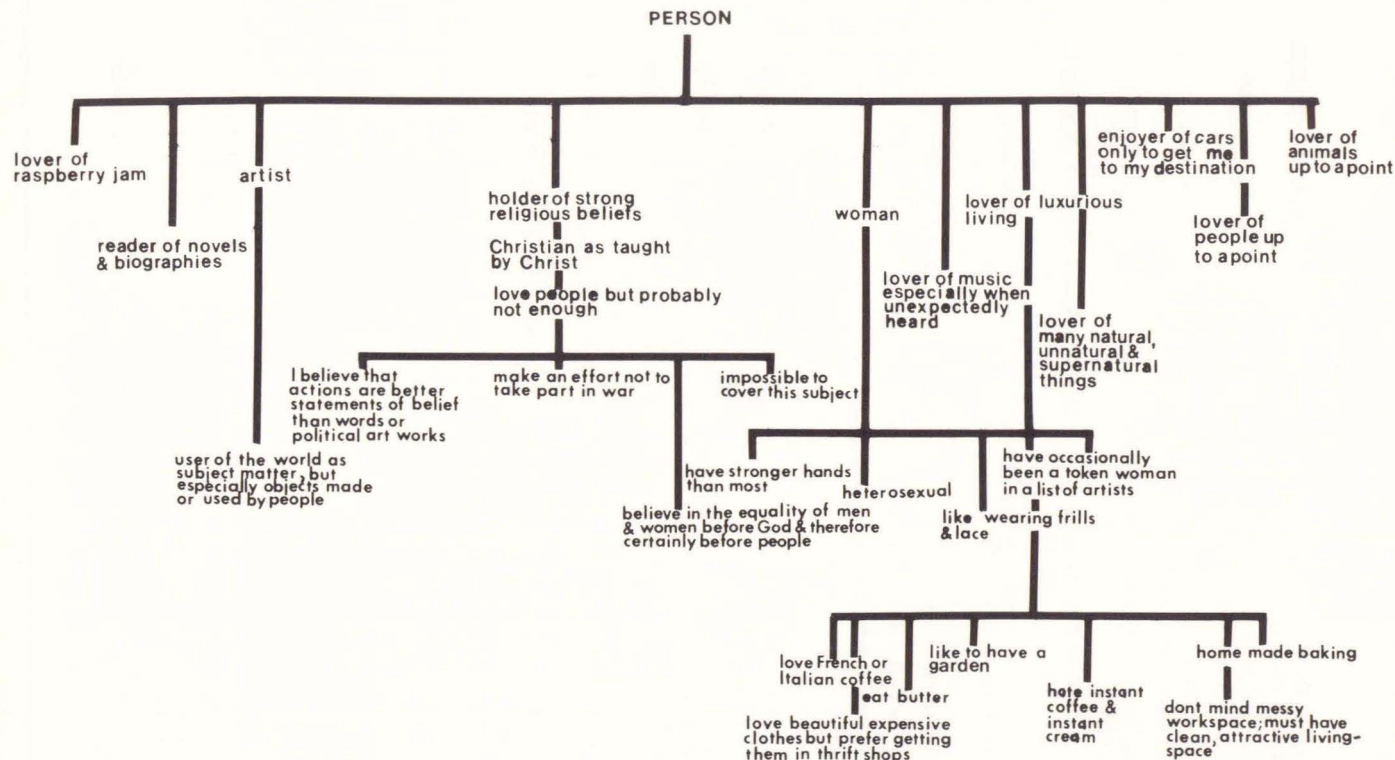 PERSON
lover of
raspberry jam
reader of novels
& biographies
artist
user of the world as
subject matter, but
especially objects made
or used by people
holder of strong
religious beliefs
Christian as taught
by Christ
love people but probably
not enough
I believe that
actions are better
statements of belief
than words or
political art works
make an effort not to
take part in war
believe in the equality of men
& women before God & therefore
certainly before people
impossible to
cover this subject
woman
have stronger hands
than most
heterosexual
like wearing frills
& lace
have occasionally
been a token woman
in a list of artists
lover of music
especially when
unexpectedly
heard
lover of luxurious
living
love French or
Italian coffee
love beautiful expensive
clothes but prefer getting
them in thrift shops
eat butter
like to have a
garden
hate instant
coffee &
instant
cream
dont mind messy
workspace; must have
clean, attractive living-
space
home made baking
lover of
many natural,
unnatural &
supernatural
things
enjoyer of cars
only to get me
to my destination
lover of
people up
to a point
lover of
animals
up to a point